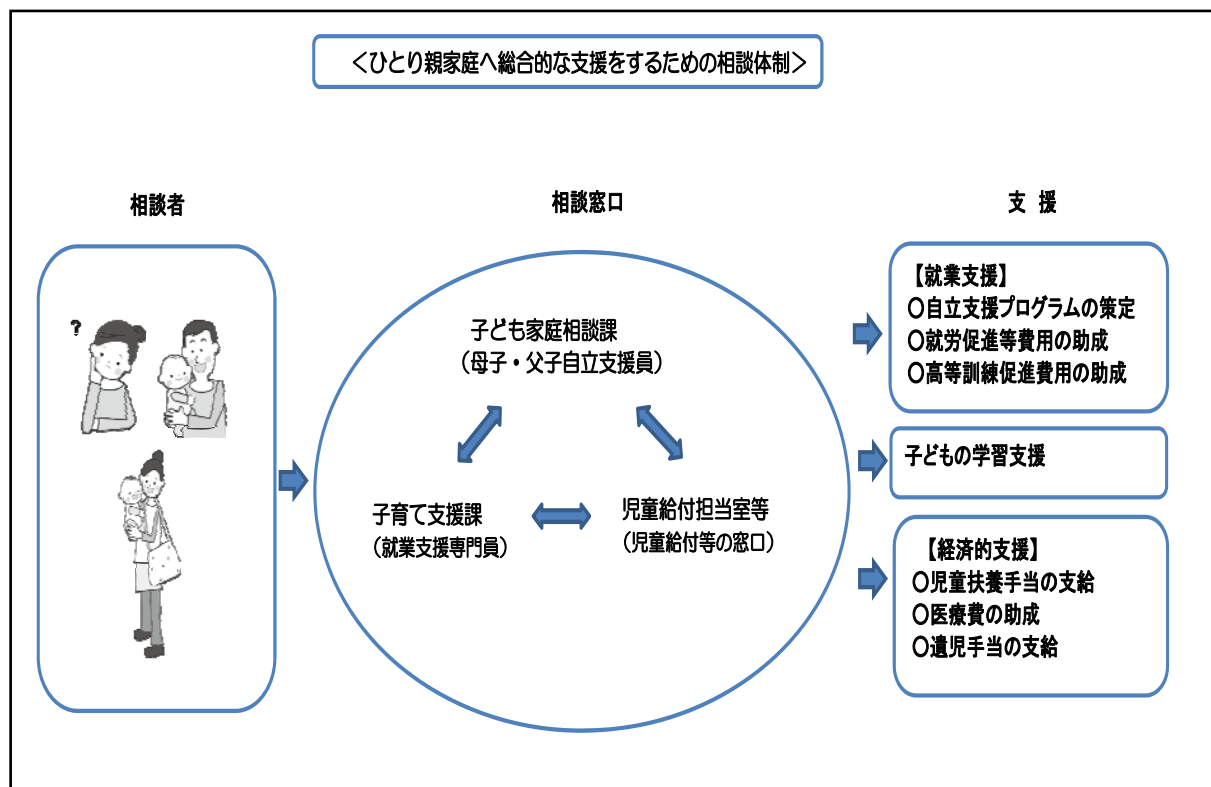 ＜ひとり親家庭へ総合的な支援をするための相談体制＞
相談者
相談窓口
支 援
?
子ども家庭相談課
（母子・父子自立支援員）
子育て支援課
（就業支援専門員）
児童給付担当室等
（児童給付等の窓口）
【就業支援】
〇自立支援プログラムの策定
〇就労促進等費用の助成
〇高等訓練促進費用の助成
子どもの学習支援
【経済的支援】
〇児童扶養手当の支給
〇医療費の助成
〇遺児手当の支給